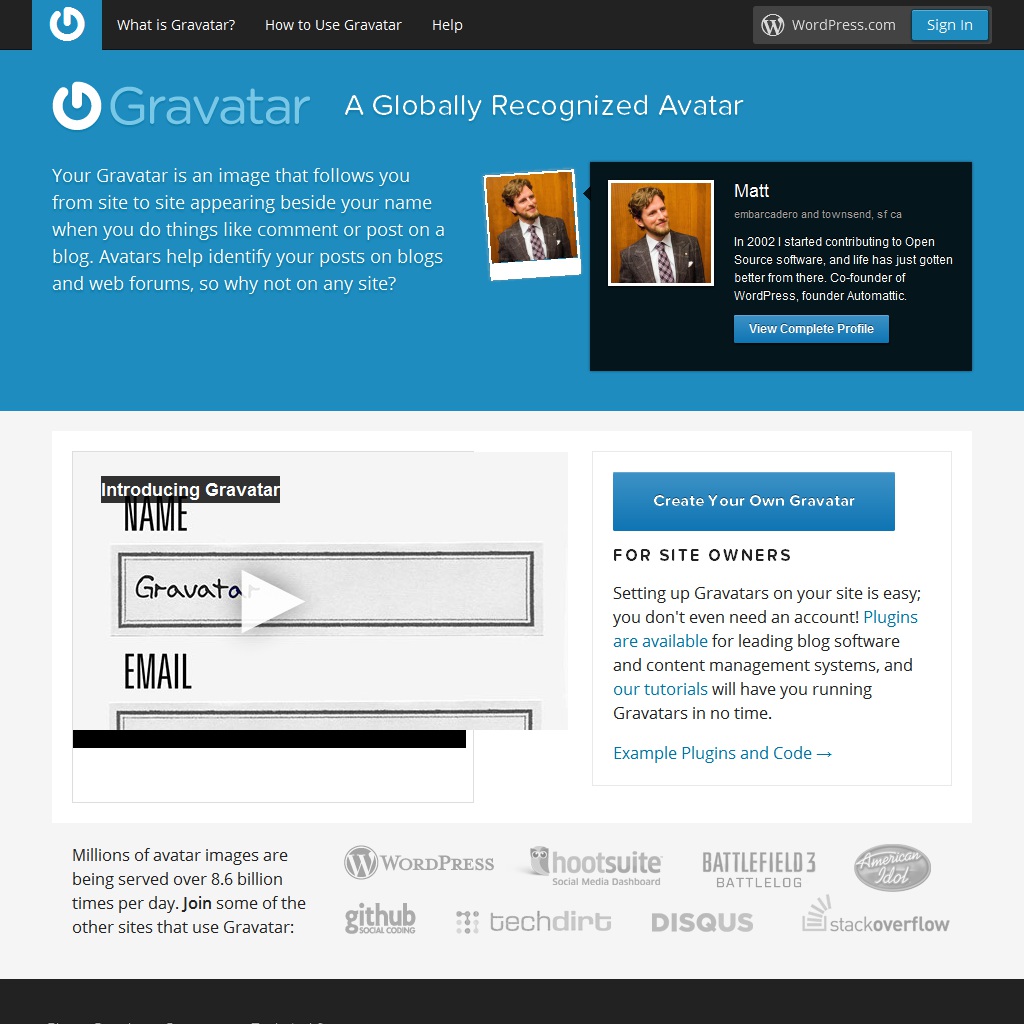 What is Gravatar?
How to Use Gravatar
Help
WordPress.com
Sign In
Gravatar
A Globally Recognized Avatar
Your Gravatar is an image that follows you
from site to site appearing beside your name
when you do things like comment or post on a
blog. Avatars help identify your posts on blogs
and web forums, so why not on any site?
Matt
embarcadero and townsend, sf ca
In 2002 I started contributing to Open
Source software, and life has just gotten
better from there. Co-founder of
WordPress, founder Automattic.
View Complete Profile
Introducing Gravatar
NAME
Gravatar
EMAIL
Create Your Own Gravatar
FOR SITE OWNERS
Setting up Gravatars on your site is easy;
you don't even need an account! Plugins
are available for leading blog software
and content management systems, and
our tutorials will have you running
Gravatars in no time.
Example Plugins and Code →
Millions of avatar images are
being served over 8.6 billion
times per day. Join some of the
other sites that use Gravatar:
WORDPRESS
hootsuite
Social Media Dashboard
BATTLEFIELD 3
BATTLELOG
American
Idol
github
SOCIAL CODING
techdirt
DISQUS
stackoverflow